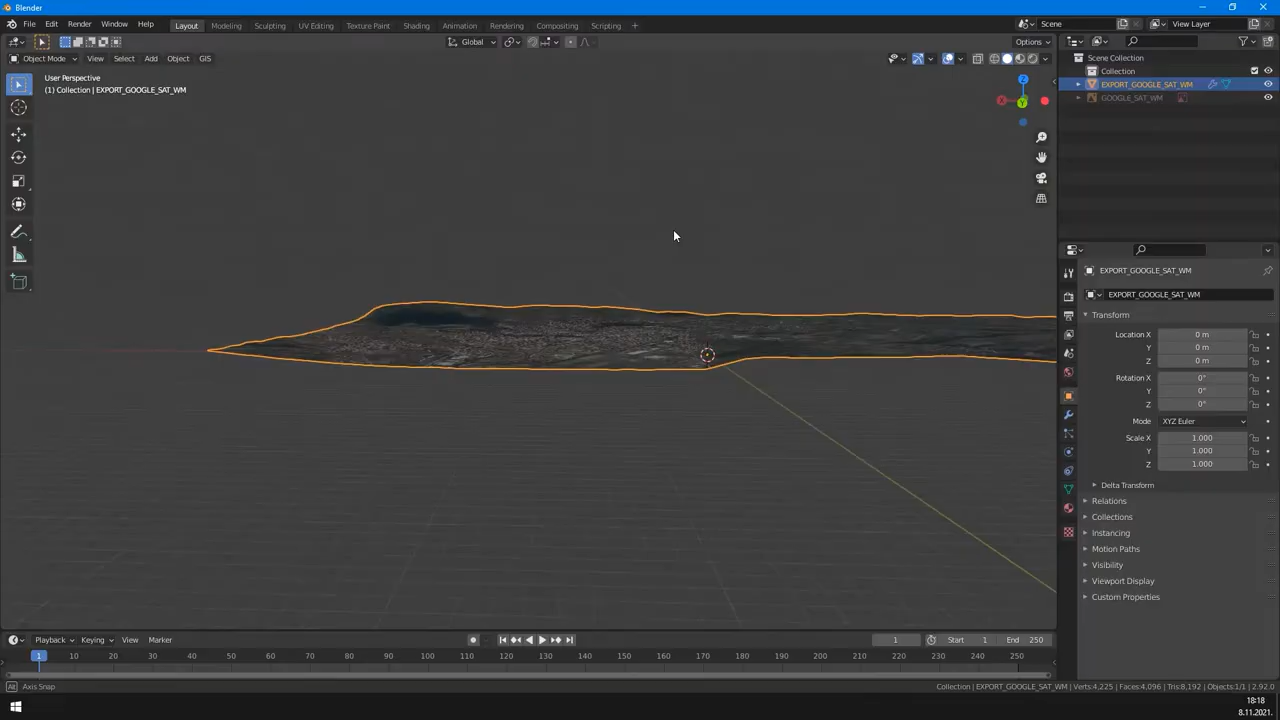 Blender
File Edit Render Window Help Layout Modeling Sculpting UV Editing Texture Paint Shading Animation Rendering Compositing Scripting + Scene View Layer
Global Options
Object Mode View Select Add Object GIS
User Perspective
(1) Collection | EXPORT_GOOGLE_SAT_WM
Z
X
Y
Scene Collection
Collection
EXPORT_GOOGLE_SAT_WM
GOOGLE_SAT_WM
EXPORT_GOOGLE_SAT_WM
EXPORT_GOOGLE_SAT_WM
Transform
Location X 0 m
Y 0 m
Z 0 m
Rotation X 0°
Y 0°
Z 0°
Mode XYZ Euler
Scale X 1.000
Y 1.000
Z 1.000
Delta Transform
Relations
Collections
Instancing
Motion Paths
Visibility
Viewport Display
Custom Properties
Playback Keying View Marker 1 Start 1 End 250
1 20 30 40 50 60 70 80 90 100 110 120 130 140 150 160 170 180 190 200 210 220 230 240 250
Alt Axis Snap Collection | EXPORT_GOOGLE_SAT_WM | Verts:4,225 | Faces:4,096 | Tris:8,192 | Objects:1/1 | 2.92.0
18:18
8.11.2021.